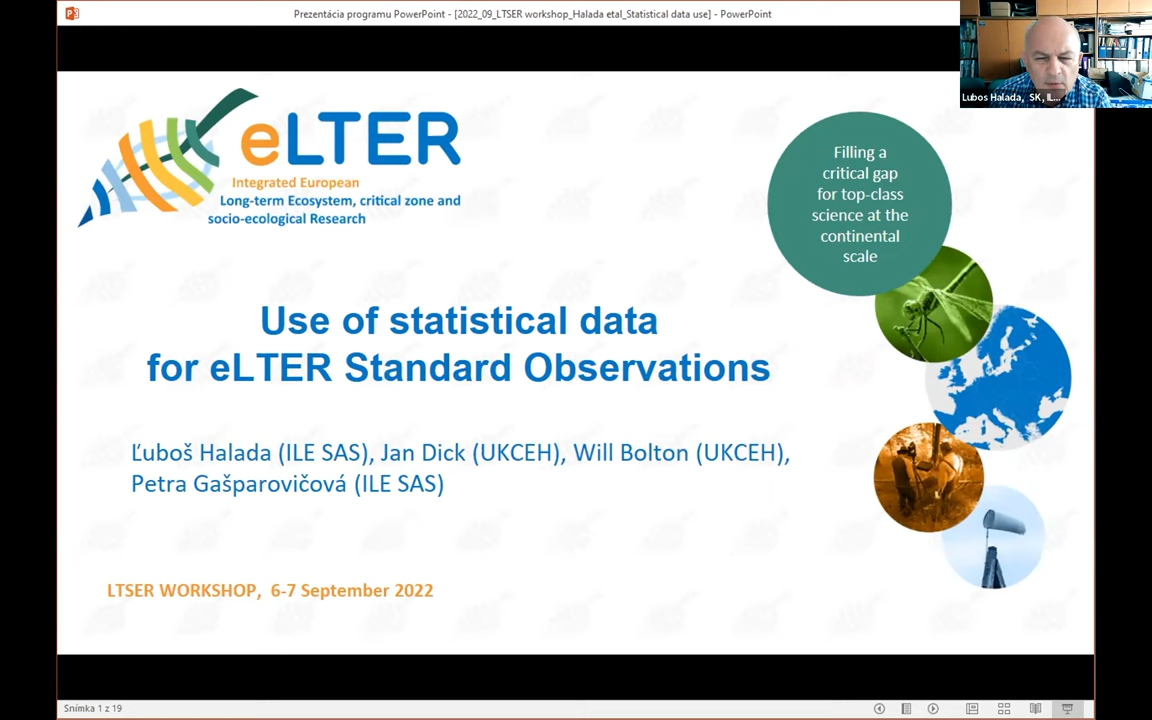 Prezentácia programu PowerPoint - [2022_09_LTSER workshop_Halada etal_Statistical data use] - PowerPoint
Lubos Halada, SK, IL...
eLTER
Integrated European
Long-term Ecosystem, critical zone and
socio-ecological Research
Filling a
critical gap
for top-class
science at the
continental
scale
Use of statistical data
for eLTER Standard Observations
Ľuboš Halada (ILE SAS), Jan Dick (UKCEH), Will Bolton (UKCEH),
Petra Gašparovičová (ILE SAS)
LTSER WORKSHOP, 6-7 September 2022
Snímka 1 z 19